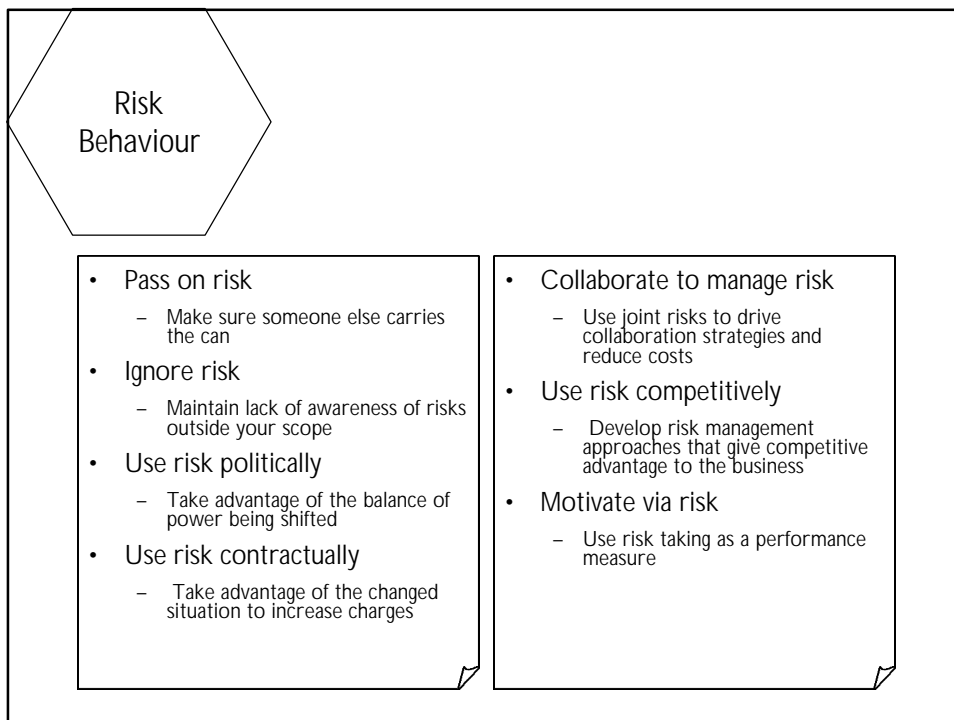 Risk
Behaviour
• Pass on risk
– Make sure someone else carries
the can
• Ignore risk
– Maintain lack of awareness of risks
outside your scope
• Use risk politically
– Take advantage of the balance of
power being shifted
• Use risk contractually
– Take advantage of the changed
situation to increase charges
• Collaborate to manage risk
– Use joint risks to drive
collaboration strategies and
reduce costs
• Use risk competitively
– Develop risk management
approaches that give competitive
advantage to the business
• Motivate via risk
– Use risk taking as a performance
measure